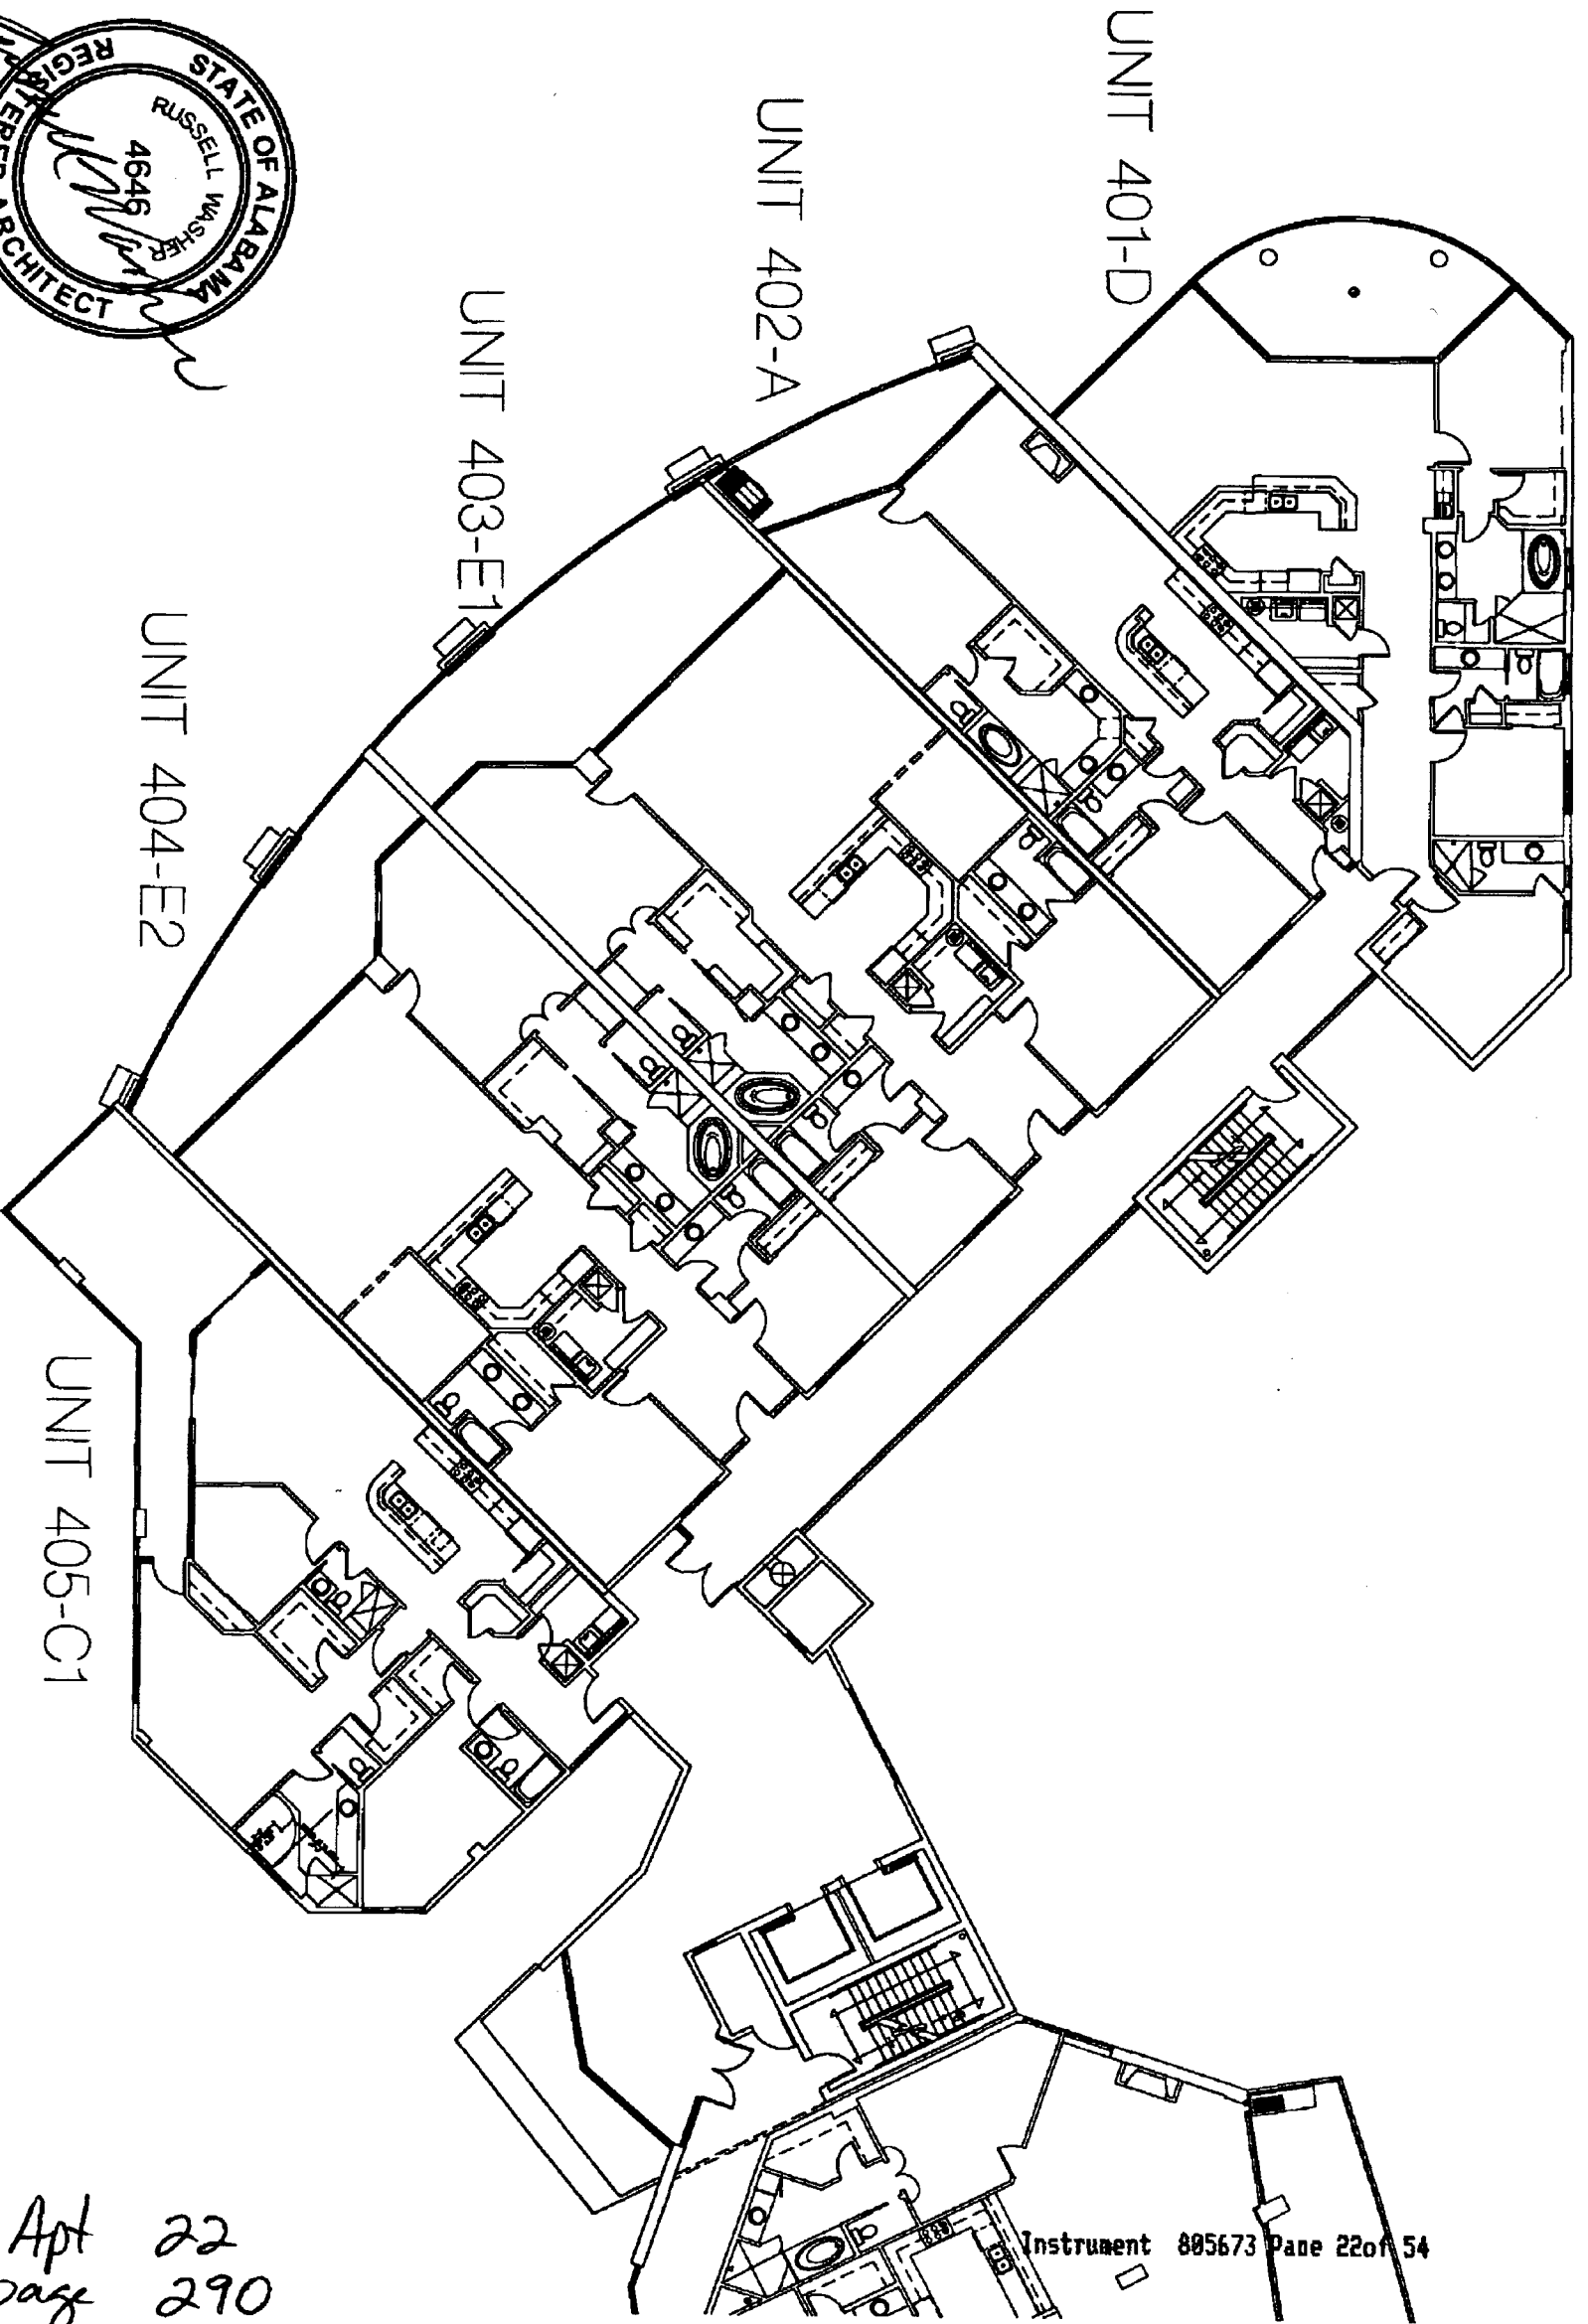 UNIT 401-D
UNIT 402-A
UNIT 403-E1
UNIT 404-E2
UNIT 405-C1
STATE OF ALABAMA
RUSSELL WASHER
4646
REGISTERED ARCHITECT
Instrument 805673 Page 22of 54
Apt 22
page 290